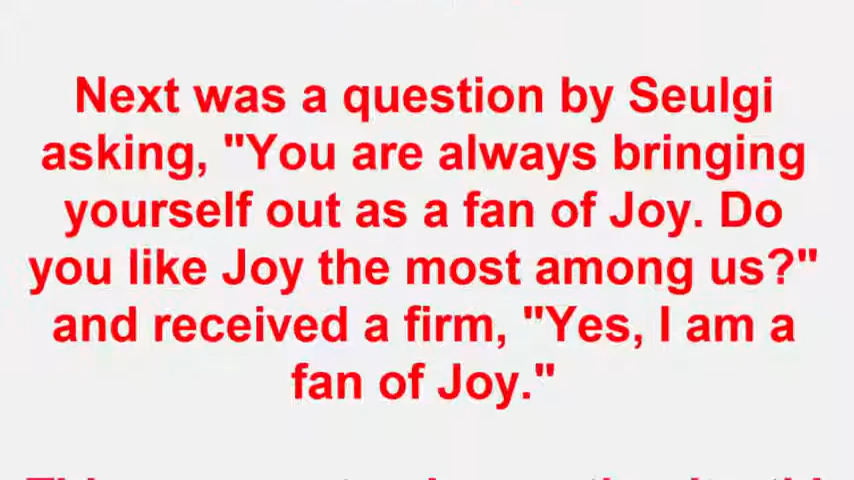 Next was a question by Seulgi
asking, "You are always bringing
yourself out as a fan of Joy. Do
you like Joy the most among us?"
and received a firm, "Yes, I am a
fan of Joy."